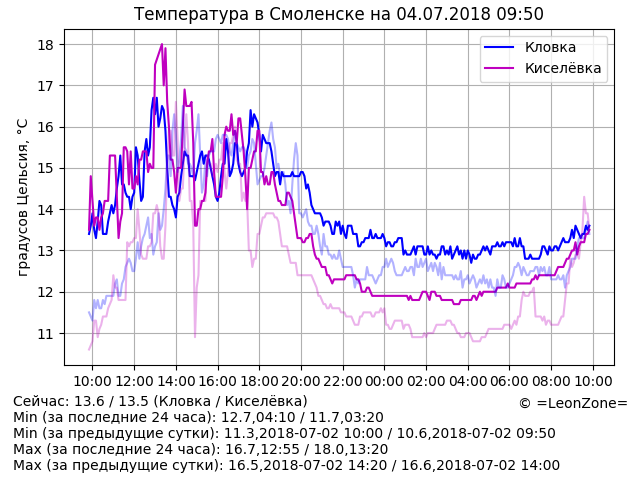 Температура в Смоленске на 04.07.2018 09:50
Кловка
Киселёвка
градусов Цельсия, °C
18
17
16
15
14
13
12
11
10:00 12:00 14:00 16:00 18:00 20:00 22:00 00:00 02:00 04:00 06:00 08:00 10:00
Сейчас: 13.6 / 13.5 (Кловка / Киселёвка)
© =LeonZone=
Min (за последние 24 часа): 12.7,04:10 / 11.7,03:20
Min (за предыдущие сутки): 11.3,2018-07-02 10:00 / 10.6,2018-07-02 09:50
Max (за последние 24 часа): 16.7,12:55 / 18.0,13:20
Max (за предыдущие сутки): 16.5,2018-07-02 14:20 / 16.6,2018-07-02 14:00